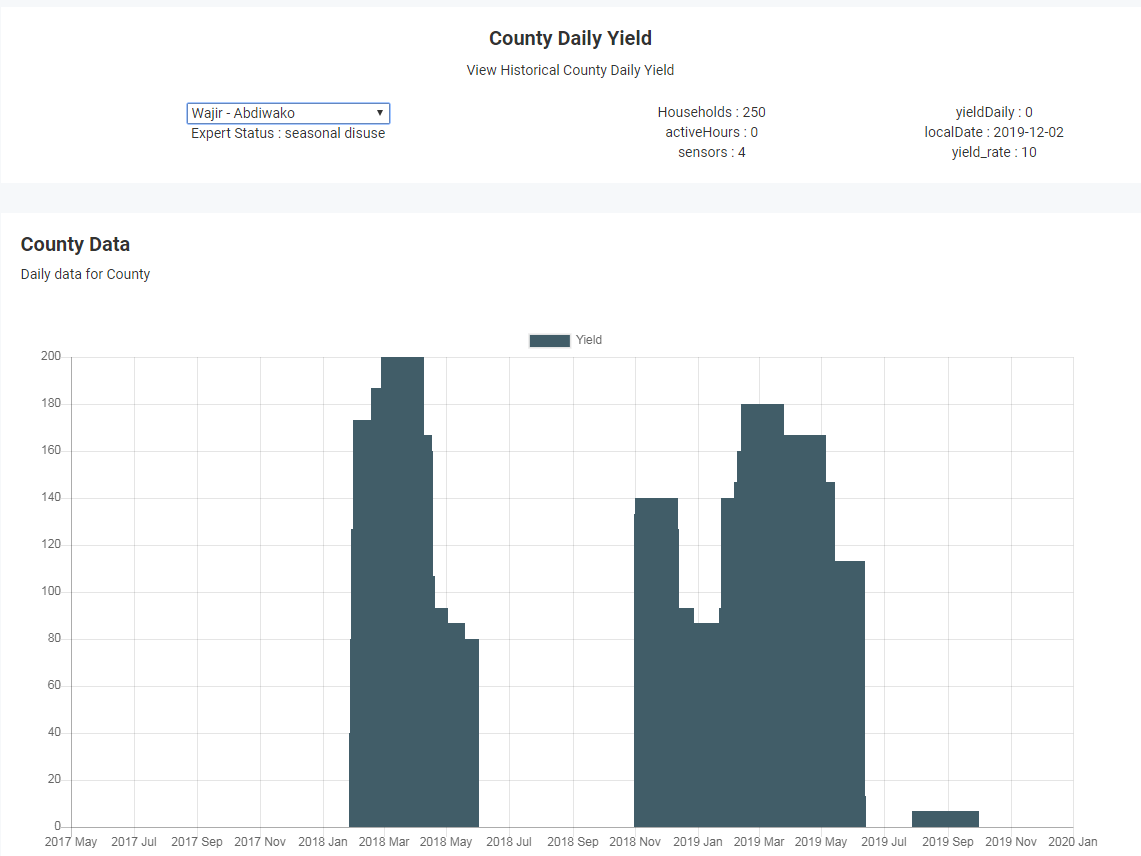 County Daily Yield
View Historical County Daily Yield
Wajir - Abdiwako
Expert Status : seasonal disuse
Households : 250
activeHours : 0
sensors : 4
yieldDaily : 0
localDate : 2019-12-02
yield_rate : 10
County Data
Daily data for County
Yield
200
180
160
140
120
100
80
60
40
20
0
2017 May 2017 Jul 2017 Sep 2017 Nov 2018 Jan 2018 Mar 2018 May 2018 Jul 2018 Sep 2018 Nov 2019 Jan 2019 Mar 2019 May 2019 Jul 2019 Sep 2019 Nov 2020 Jan